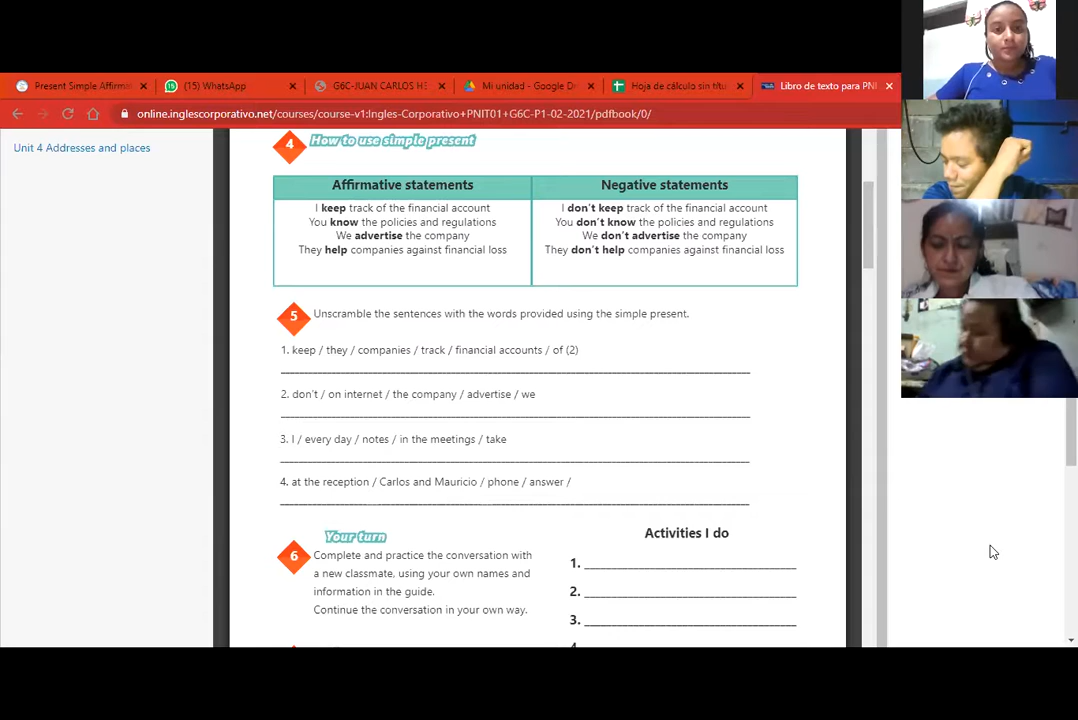 Present Simple Affirmat
(15) WhatsApp
G6C-JUAN CARLOS HE
Mi unidad - Google D
Hoja de cálculo sin títu
Libro de texto para PNI
online.inglescorporativo.net/courses/course-v1:Ingles-Corporativo+PNIT01+G6C-P1-02-2021/pdfbook/0/
Unit 4 Addresses and places
4 How to use simple present
Affirmative statements Negative statements
I keep track of the financial account I don't keep track of the financial account
You know the policies and regulations You don't know the policies and regulations
We advertise the company We don't advertise the company
They help companies against financial loss They don't help companies against financial loss
5 Unscramble the sentences with the words provided using the simple present.
1. keep / they / companies / track / financial accounts / of (2)
2. don't / on internet / the company / advertise / we
3. I / every day / notes / in the meetings / take
4. at the reception / Carlos and Mauricio / phone / answer /
Your turn
6 Complete and practice the conversation with
a new classmate, using your own names and
information in the guide.
Continue the conversation in your own way.
Activities I do
1.
2.
3.